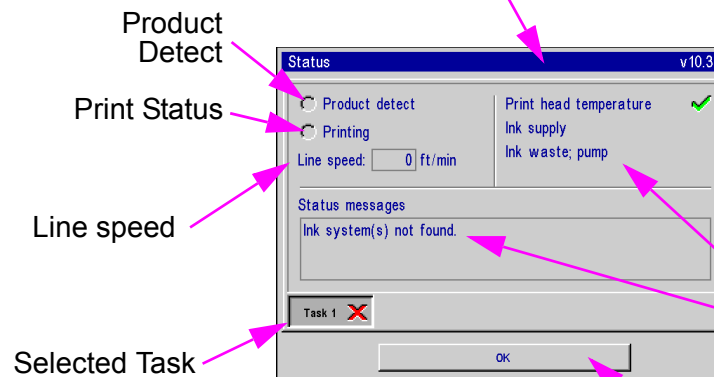 Product
Detect
Status v10.3
Print Status
Product detect
Printing
Line speed: 0 ft/min
Print head temperature
Ink supply
Ink waste; pump
Line speed
Status messages
Ink system(s) not found.
Task 1
Selected Task
OK